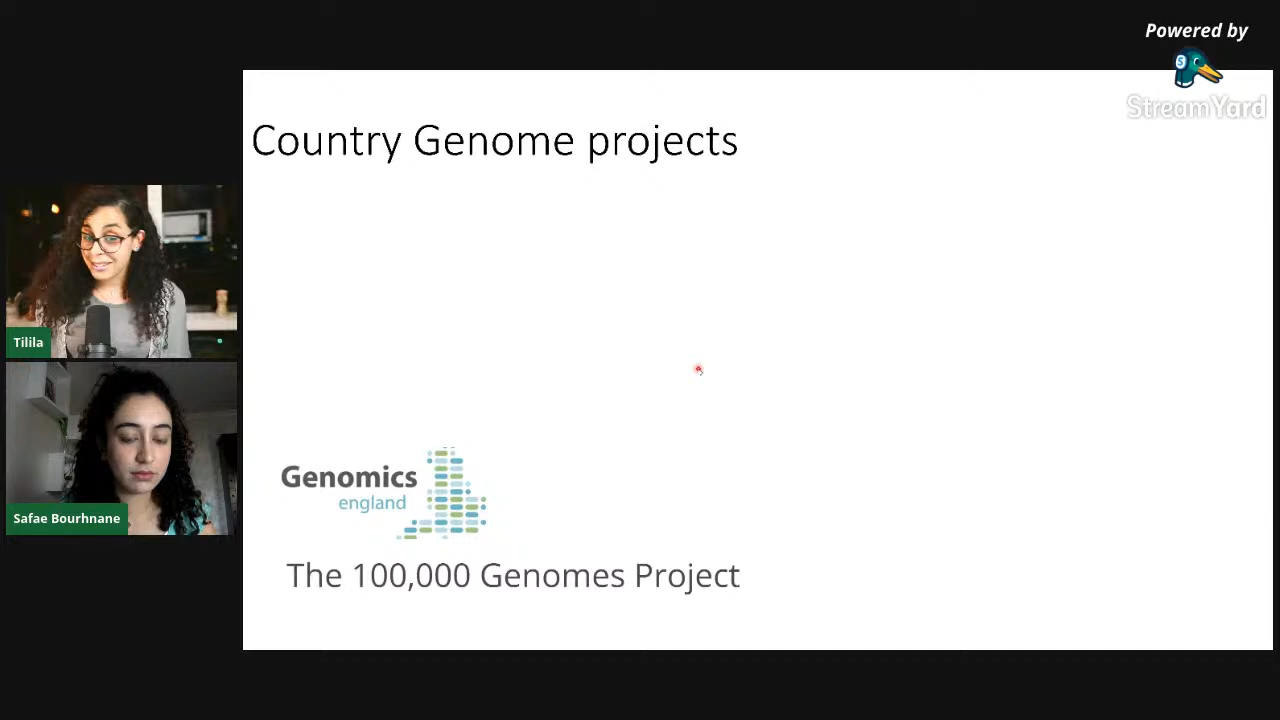 Powered by
StreamYard
Country Genome projects
Tilila
Safae Bourhnane
Genomics
england
The 100,000 Genomes Project